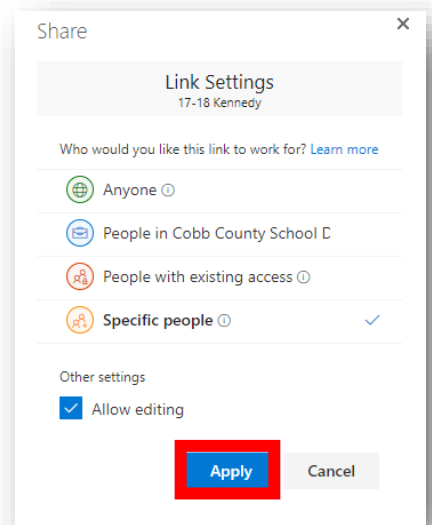 Share
Link Settings
17-18 Kennedy
Who would you like this link to work for? Learn more
Anyone
People in Cobb County School D
People with existing access
Specific people
Other settings
Allow editing
Apply Cancel